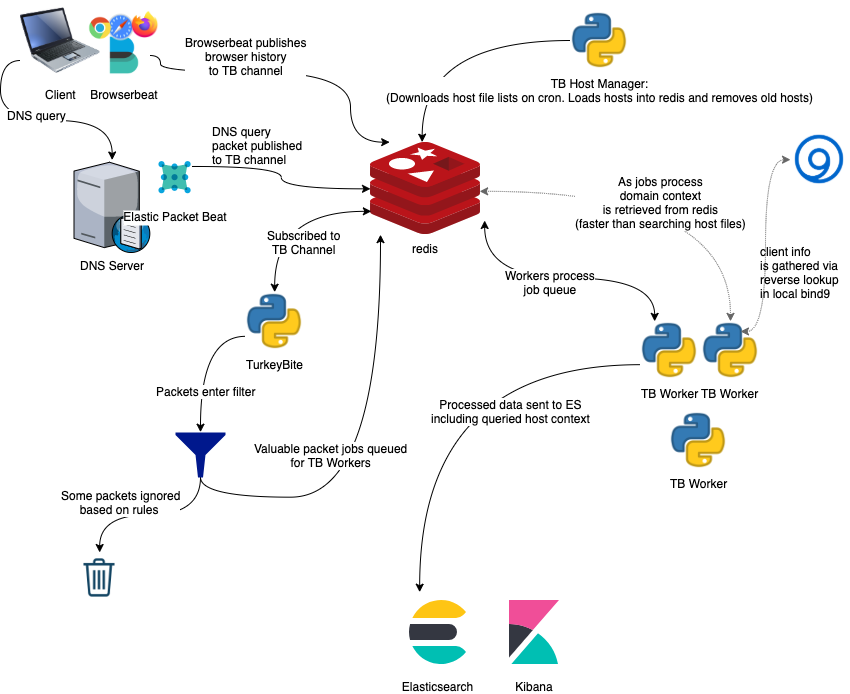 Browserbeat publishes
browser history
to TB channel
Client
Browserbeat
TB Host Manager:
(Downloads host file lists on cron. Loads hosts into redis and removes old hosts)
DNS query
DNS query
packet published
to TB channel
Elastic Packet Beat
DNS Server
Subscribed to
TB Channel
redis
As jobs process
domain context
is retrieved from redis
(faster than searching host files)
9
client info
is gathered via
reverse lookup
in local bind9
Workers process
job queue
TurkeyBite
TB Worker
TB Worker
Packets enter filter
Processed data sent to ES
including queried host context
Valuable packet jobs queued
for TB Workers
TB Worker
Some packets ignored
based on rules
Elasticsearch
Kibana